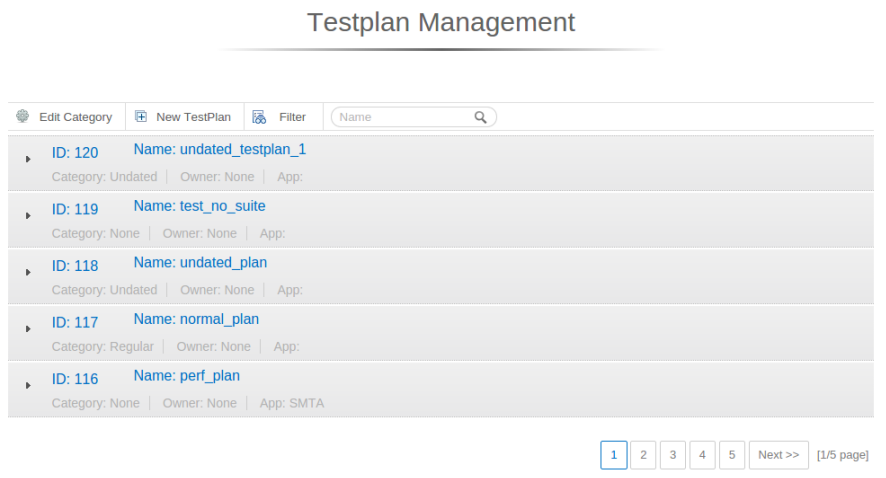 Testplan Management
Edit Category New TestPlan Filter Name
ID: 120 Name: undated_testplan_1
Category: Undated Owner: None App:
ID: 119 Name: test_no_suite
Category: None Owner: None App:
ID: 118 Name: undated_plan
Category: Undated Owner: None App:
ID: 117 Name: normal_plan
Category: Regular Owner: None App:
ID: 116 Name: perf_plan
Category: None Owner: None App: SMTA
1 2 3 4 5 Next >> [1/5 page]